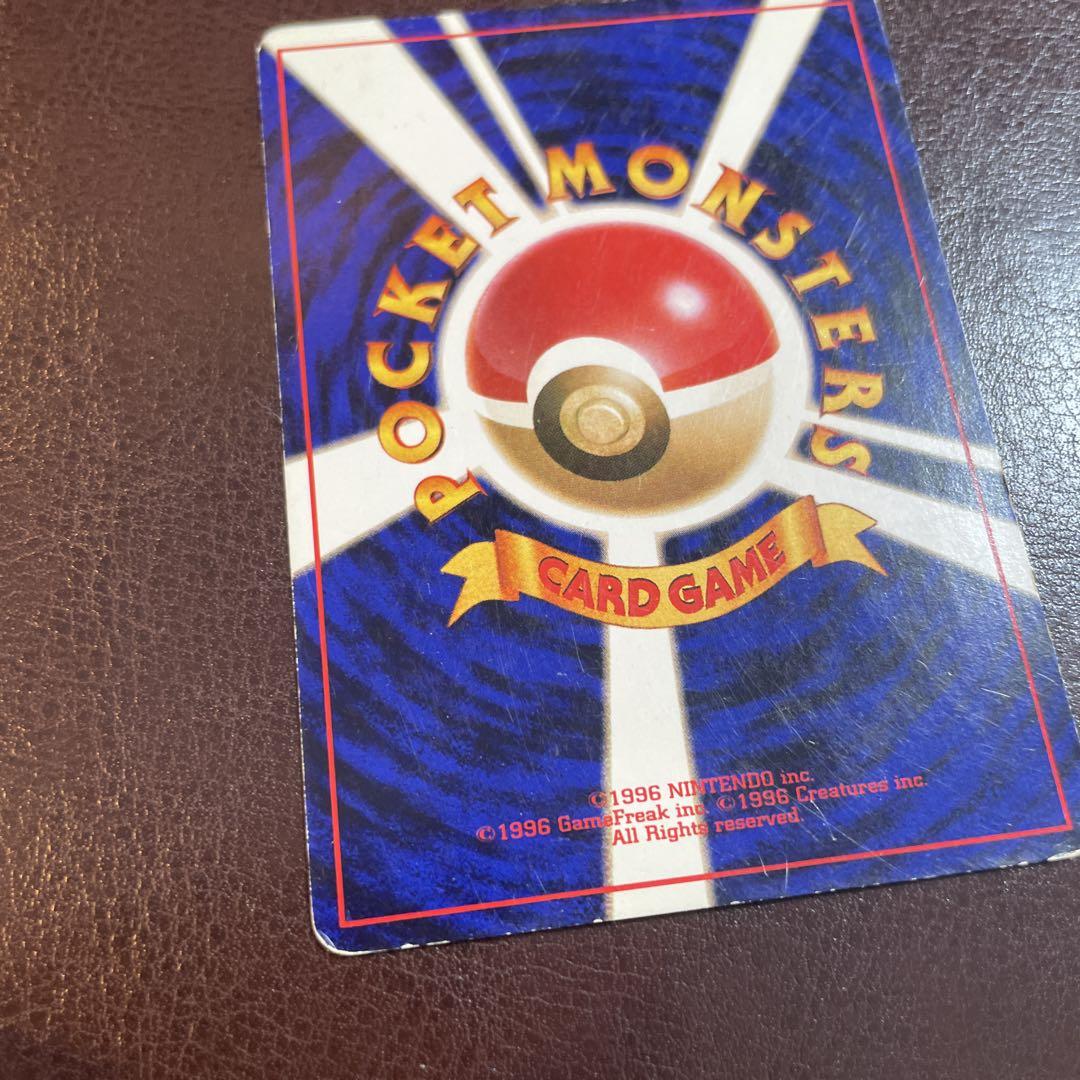 POCKET MONSTERS
CARD GAME
©1996 NINTENDO inc.
©1996 GameFreak inc. ©1996 Creatures inc.
All Rights reserved.